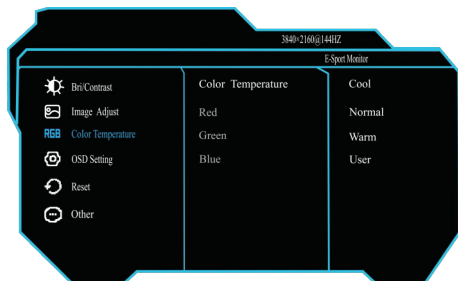 3840×2160@144HZ
E-Sport Monitor
Bri/Contrast
Image Adjust
RGB Color Temperature
OSD Setting
Reset
Other
Color Temperature
Red
Green
Blue
Cool
Normal
Warm
User